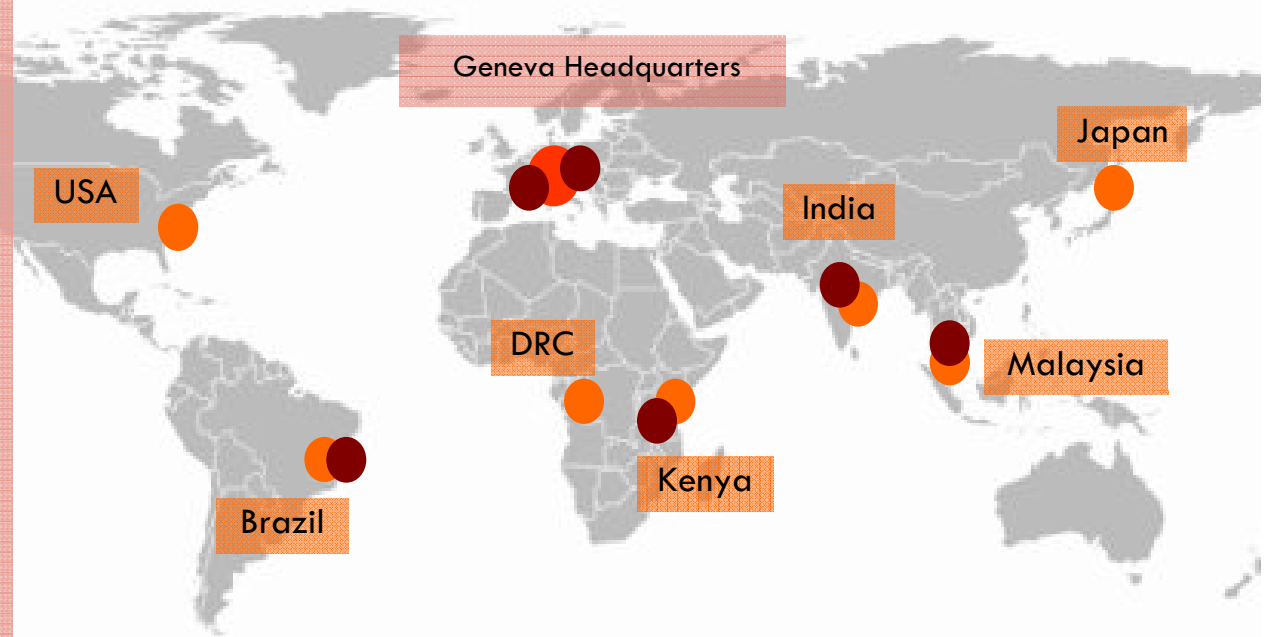 Geneva Headquarters
Japan
USA
India
DRC
Malaysia
Kenya
Brazil